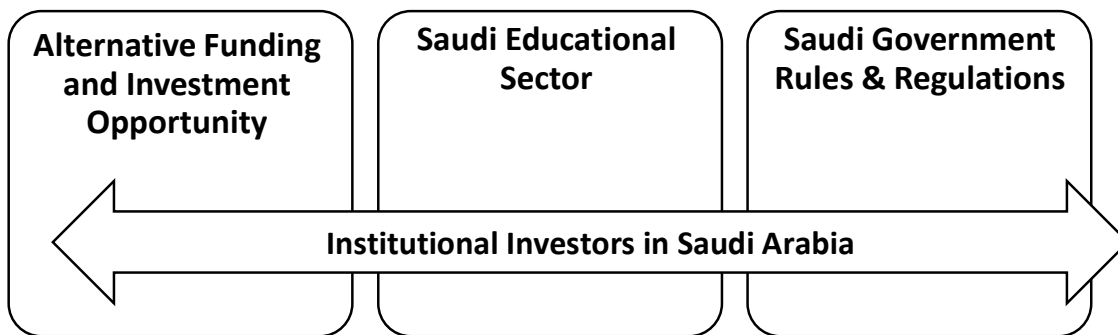 Alternative Funding
and Investment
Opportunity
Saudi Educational
Sector
Saudi Government
Rules & Regulations
Institutional Investors in Saudi Arabia